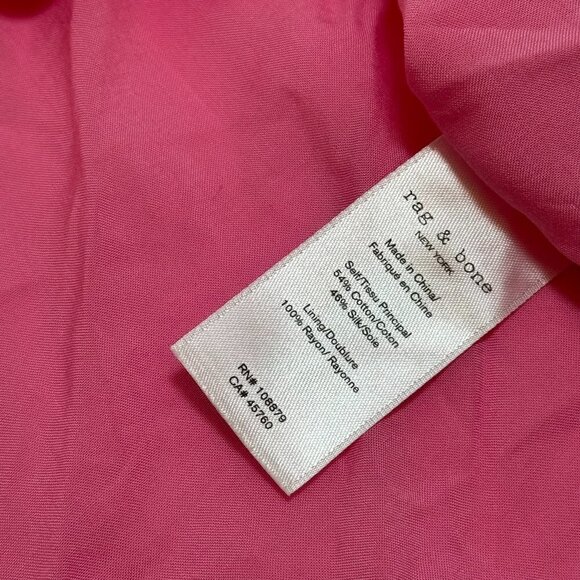 rag & bone
NEW YORK
Made in China/
Fabriqué en Chine
Self/Tissu Principal
54% Cotton/Coton
46% Silk/Soie
Lining/Doublure
100% Rayon/ Rayonne
RN# 108879
CA# 45760